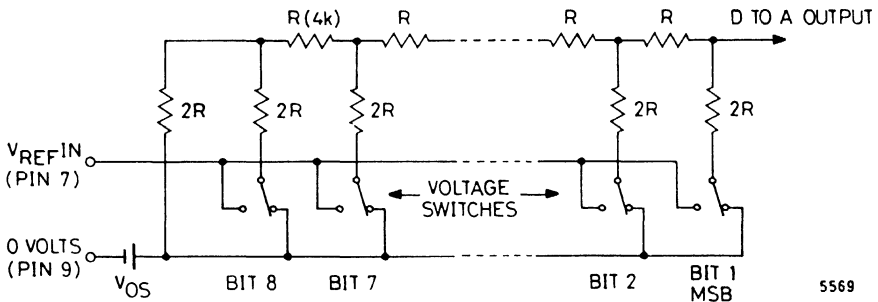 R(4k) R R R D TO A OUTPUT
2R 2R 2R 2R 2R
VREF IN
(PIN 7)
VOLTAGE
SWITCHES
0 VOLTS
(PIN 9)
VOS
BIT 8 BIT 7 BIT 2 BIT 1
MSB
5569